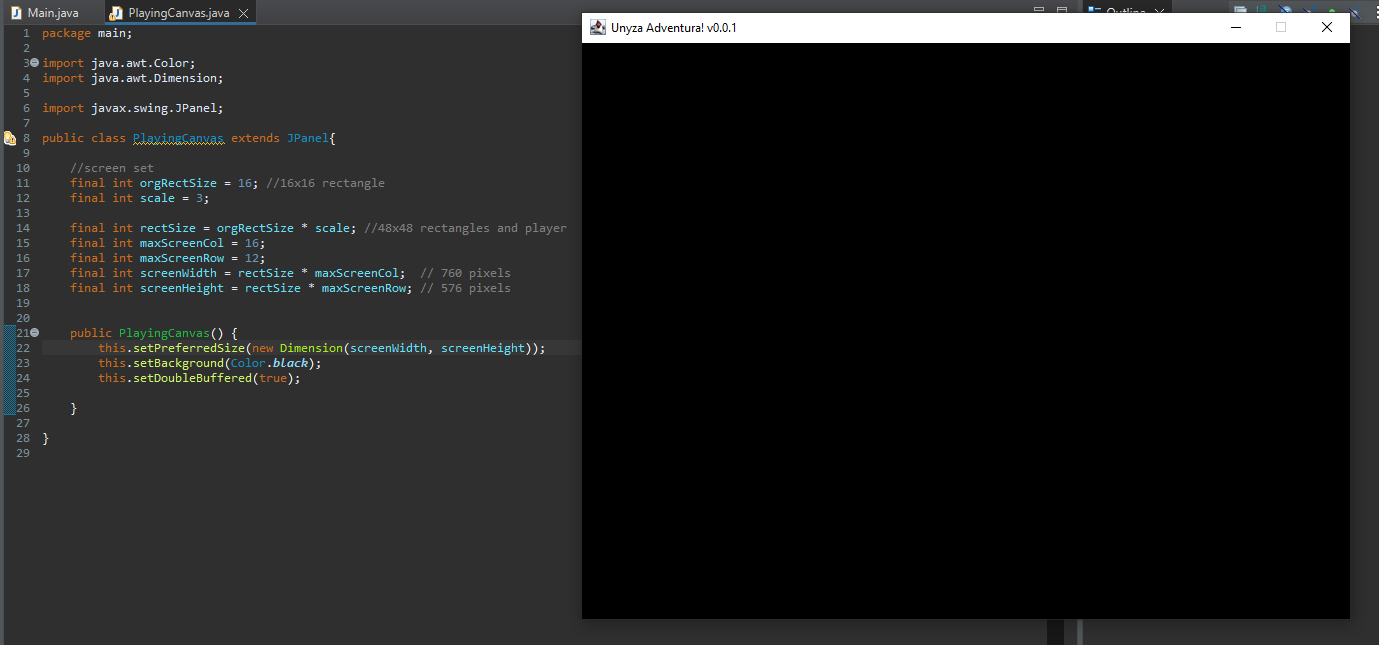 Main.java
PlayingCanvas.java
Outline
1 package main;
2
3 import java.awt.Color;
4 import java.awt.Dimension;
5
6 import javax.swing.JPanel;
7
8 public class PlayingCanvas extends JPanel{
9
10 //screen set
11 final int orgRectSize = 16; //16x16 rectangle
12 final int scale = 3;
13
14 final int rectSize = orgRectSize * scale; //48x48 rectangles and player
15 final int maxScreenCol = 16;
16 final int maxScreenRow = 12;
17 final int screenWidth = rectSize * maxScreenCol;  // 760 pixels
18 final int screenHeight = rectSize * maxScreenRow; // 576 pixels
19
20
21 public PlayingCanvas() {
22 this.setPreferredSize(new Dimension(screenWidth, screenHeight));
23 this.setBackground(Color.black);
24 this.setDoubleBuffered(true);
25
26 }
27
28 }
29
Unyza Adventura! v0.0.1